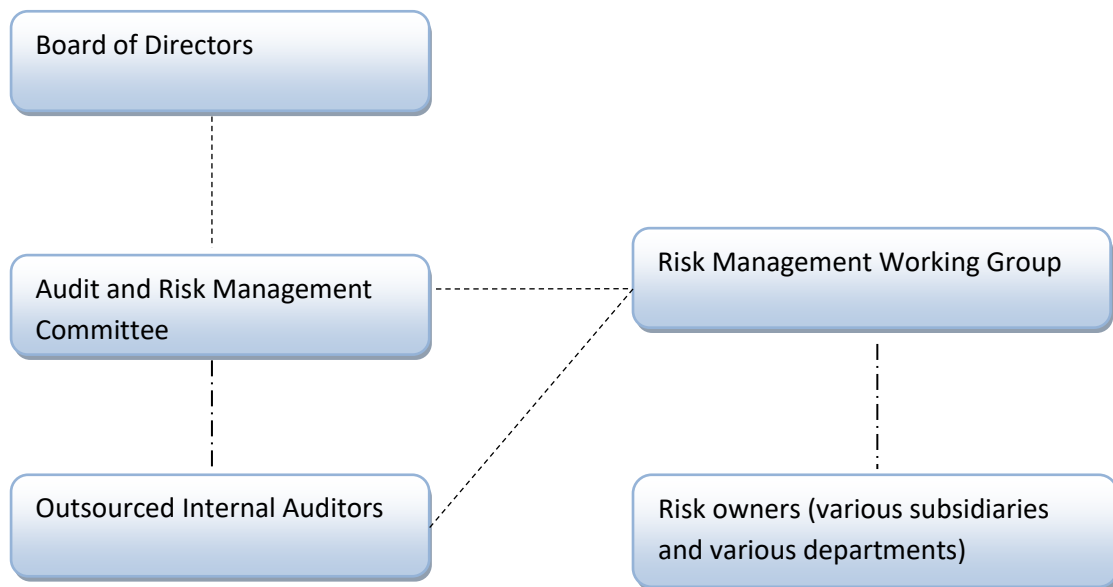 Board of Directors
Audit and Risk Management
Committee
Risk Management Working Group
Outsourced Internal Auditors
Risk owners (various subsidiaries
and various departments)